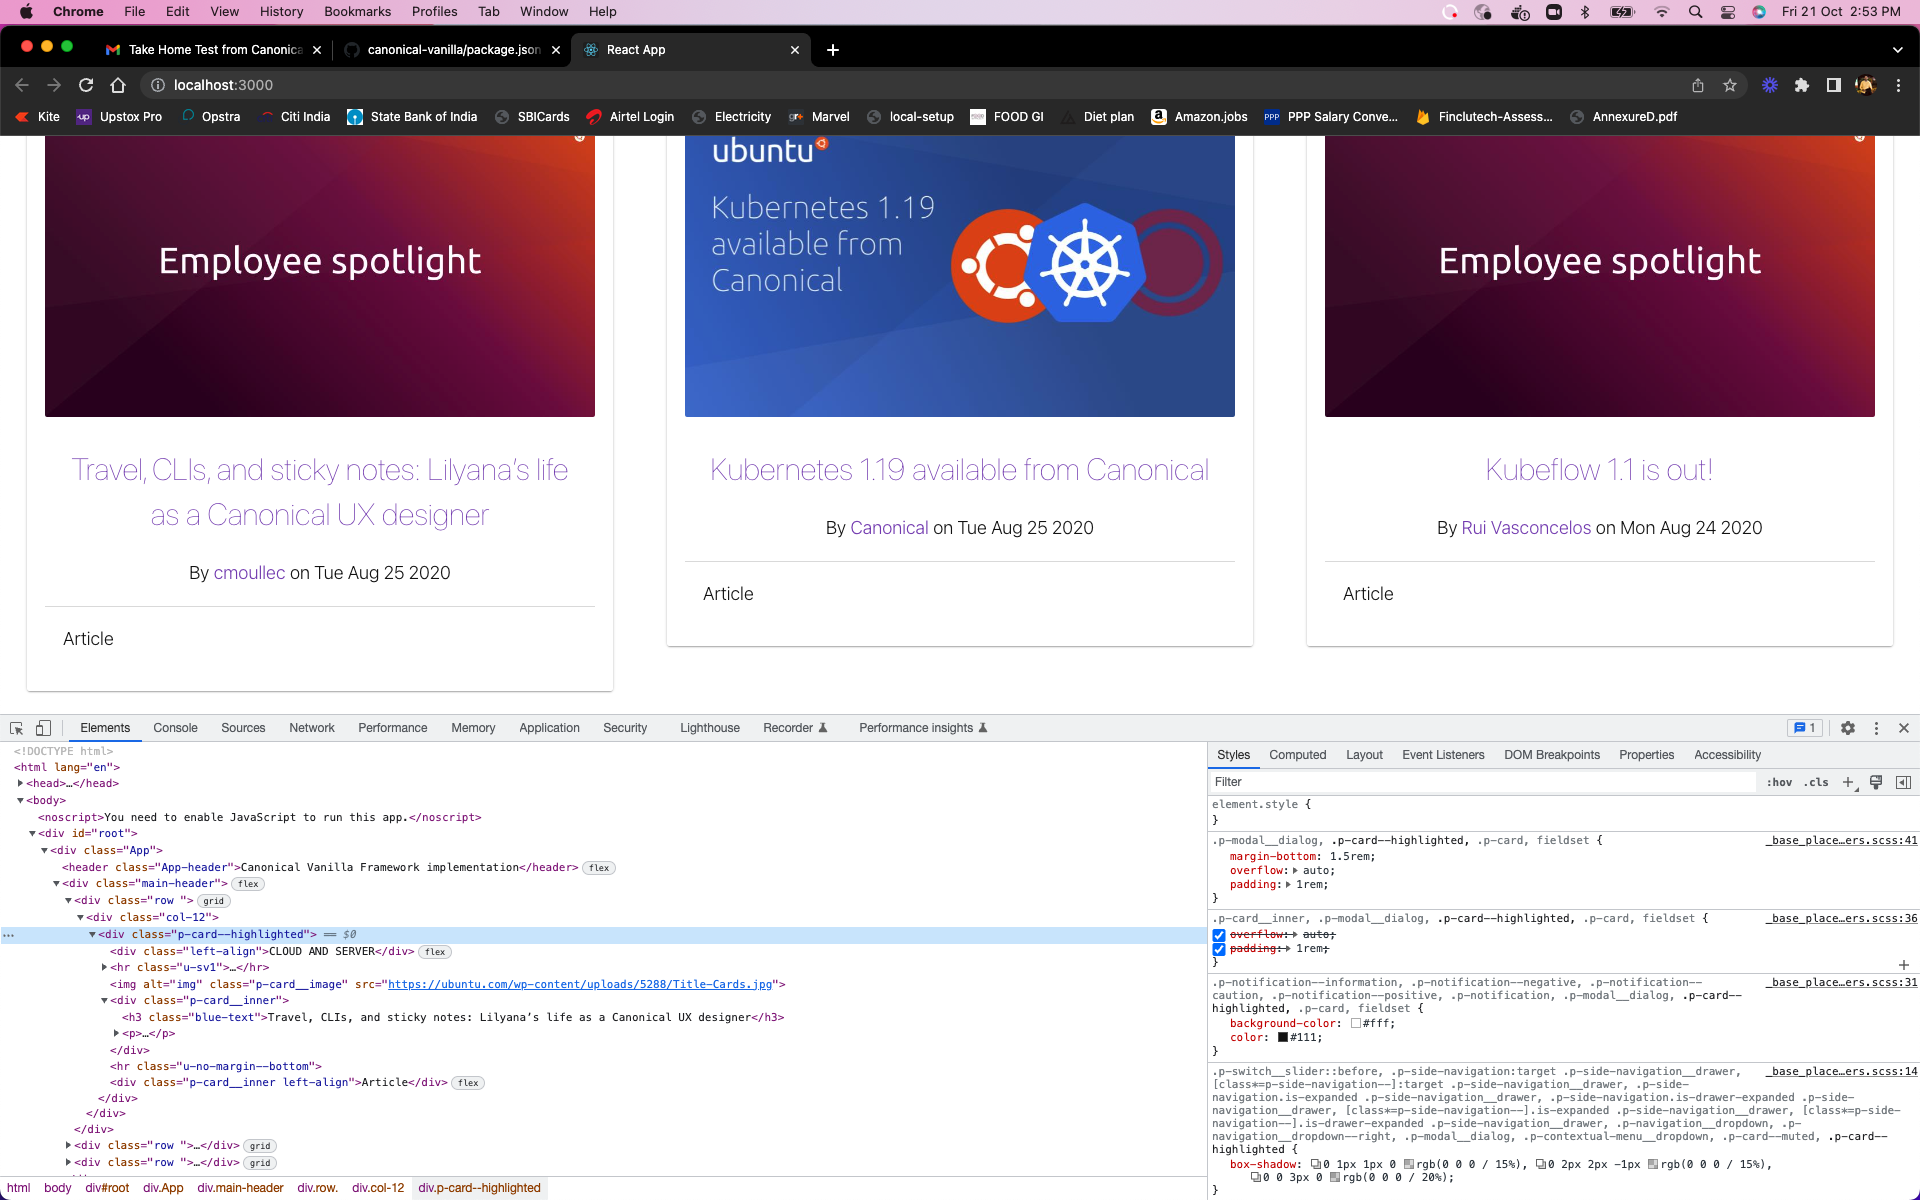 Chrome File Edit View History Bookmarks Profiles Tab Window Help Fri 21 Oct 2:53 PM
Take Home Test from Canonica canonical-vanilla/package.json React App
localhost:3000
Kite Upstox Pro Opstra Citi India State Bank of India SBICards Airtel Login Electricity Marvel local-setup FOOD GI Diet plan Amazon.jobs PPP PPP Salary Conve... Finclutech-Assess... AnnexureD.pdf
Employee spotlight
ubuntu
Kubernetes 1.19
available from
Canonical
Employee spotlight
Travel, CLIs, and sticky notes: Lilyana’s life
as a Canonical UX designer
By cmoullec on Tue Aug 25 2020
Article
Kubernetes 1.19 available from Canonical
By Canonical on Tue Aug 25 2020
Article
Kubeflow 1.1 is out!
By Rui Vasconcelos on Mon Aug 24 2020
Article
Elements Console Sources Network Performance Memory Application Security Lighthouse Recorder Performance insights 1
<!DOCTYPE html>
<html lang="en">
<head>…</head>
<body>
<noscript>You need to enable JavaScript to run this app.</noscript>
<div id="root">
<div class="App">
<header class="App-header">Canonical Vanilla Framework implementation</header> flex
<div class="main-header"> flex
<div class="row "> grid
<div class="col-12">
<div class="p-card--highlighted"> == $0
<div class="left-align">CLOUD AND SERVER</div> flex
<hr class="u-sv1">…</hr>
<img alt="img" class="p-card__image" src="https://ubuntu.com/wp-content/uploads/5288/Title-Cards.jpg">
<div class="p-card__inner">
<h3 class="blue-text">Travel, CLIs, and sticky notes: Lilyana’s life as a Canonical UX designer</h3>
<p>…</p>
</div>
<hr class="u-no-margin--bottom">
<div class="p-card__inner left-align">Article</div> flex
</div>
</div>
</div>
<div class="row ">…</div> grid
<div class="row ">…</div> grid
html body div#root div.App div.main-header div.row. div.col-12 div.p-card--highlighted
Styles Computed Layout Event Listeners DOM Breakpoints Properties Accessibility
Filter :hov .cls
element.style {
}
.p-modal__dialog, .p-card--highlighted, .p-card, fieldset { _base_place…ers.scss:41
margin-bottom: 1.5rem;
overflow: auto;
padding: 1rem;
}
.p-card__inner, .p-modal__dialog, .p-card--highlighted, .p-card, fieldset { _base_place…ers.scss:36
overflow: auto;
padding: 1rem;
}
.p-notification--information, .p-notification--negative, .p-notification-- _base_place…ers.scss:31
caution, .p-notification--positive, .p-notification, .p-modal__dialog, .p-card--
highlighted, .p-card, fieldset {
background-color: #fff;
color: #111;
}
.p-switch__slider::before, .p-side-navigation:target .p-side-navigation__drawer, _base_place…ers.scss:14
[class*=p-side-navigation--]:target .p-side-navigation__drawer, .p-side-
navigation.is-expanded .p-side-navigation__drawer, .p-side-navigation.is-drawer-expanded .p-side-
navigation__drawer, [class*=p-side-navigation--].is-expanded .p-side-navigation__drawer, [class*=p-side-
navigation--].is-drawer-expanded .p-side-navigation__drawer, .p-navigation__dropdown, .p-
navigation__dropdown--right, .p-modal__dialog, .p-contextual-menu__dropdown, .p-card--muted, .p-card--
highlighted {
box-shadow: 0 1px 1px 0 rgb(0 0 0 / 15%), 0 2px 2px -1px rgb(0 0 0 / 15%),
0 0 3px 0 rgb(0 0 0 / 20%);
}